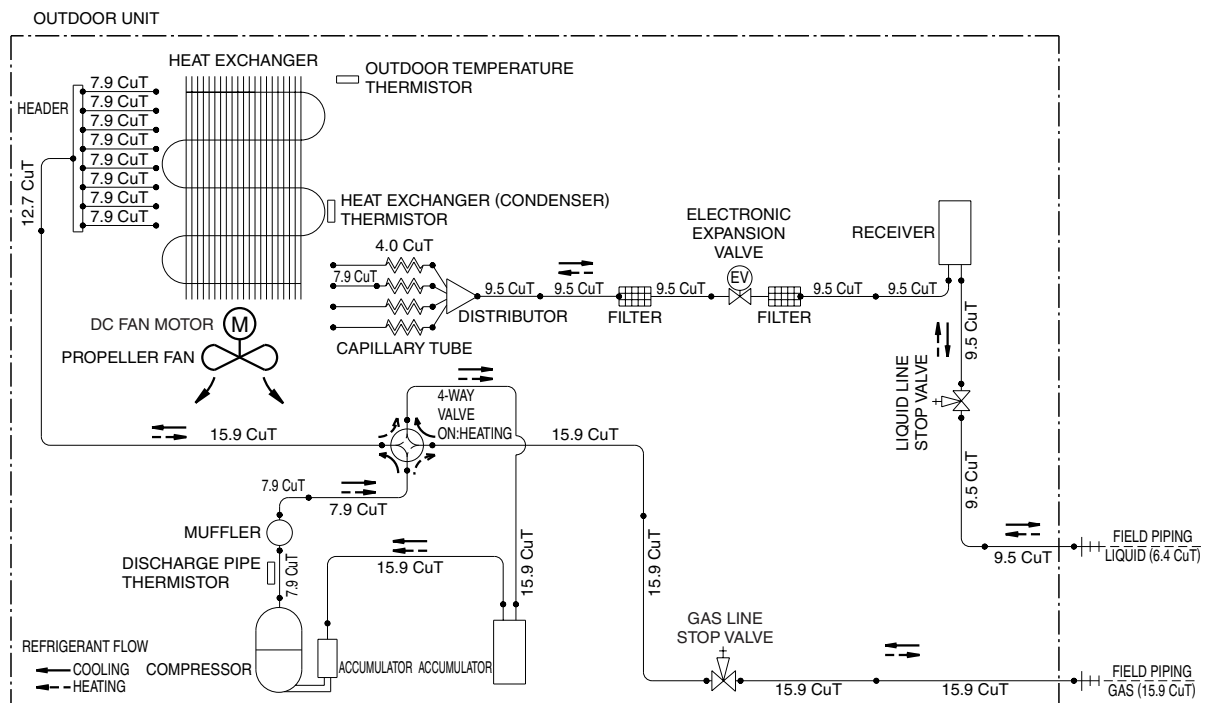 OUTDOOR UNIT
HEAT EXCHANGER
OUTDOOR TEMPERATURE
THERMISTOR
HEADER
7.9 CuT
7.9 CuT
7.9 CuT
7.9 CuT
7.9 CuT
7.9 CuT
7.9 CuT
7.9 CuT
12.7 CuT
HEAT EXCHANGER (CONDENSER)
THERMISTOR
4.0 CuT
7.9 CuT
CAPILLARY TUBE
9.5 CuT
DISTRIBUTOR
9.5 CuT
FILTER
9.5 CuT
ELECTRONIC
EXPANSION
VALVE
EV
FILTER
9.5 CuT
9.5 CuT
RECEIVER
9.5 CuT
LIQUID LINE
STOP VALVE
9.5 CuT
9.5 CuT
FIELD PIPING
LIQUID (6.4 CuT)
DC FAN MOTOR
M
PROPELLER FAN
4-WAY
VALVE
ON:HEATING
15.9 CuT
15.9 CuT
7.9 CuT
7.9 CuT
MUFFLER
DISCHARGE PIPE
THERMISTOR
7.9 CuT
15.9 CuT
15.9 CuT
15.9 CuT
GAS LINE
STOP VALVE
REFRIGERANT FLOW
COOLING
HEATING
COMPRESSOR
ACCUMULATOR
ACCUMULATOR
15.9 CuT
15.9 CuT
FIELD PIPING
GAS (15.9 CuT)